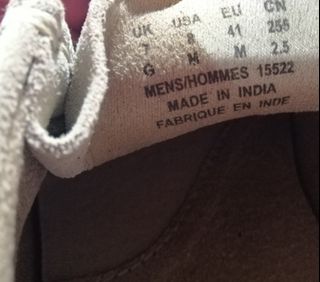 UK USA EU CN
7 8 41 255
G M M 2.5
MENS/HOMMES 15522
MADE IN INDIA
FABRIQUE EN INDE